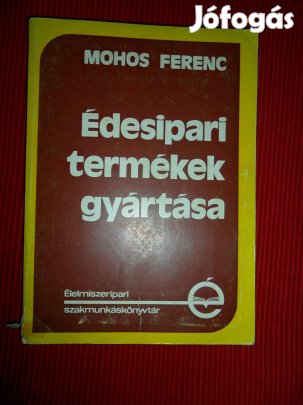 Jófogás
MOHOS FERENC
Édesipari
termékek
gyártása
Élelmiszeripari
szakmunkáskönyvtár
é